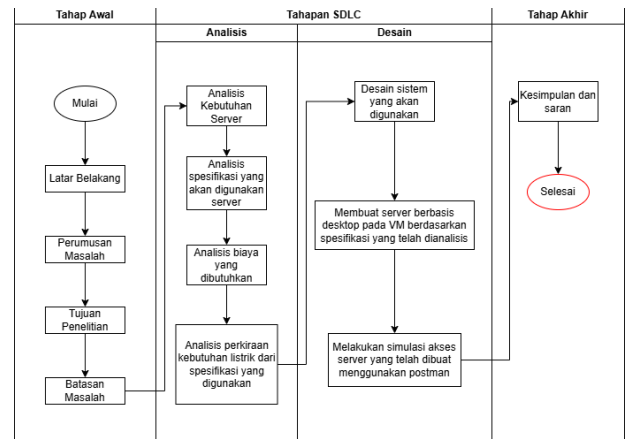 Tahap Awal
Tahapan SDLC
Tahap Akhir
Analisis
Desain
Mulai
Latar Belakang
Perumusan
Masalah
Tujuan
Penelitian
Batasan
Masalah
Analisis
Kebutuhan
Server
Analisis
spesifikasi yang
akan digunakan
server
Analisis biaya
yang
dibutuhkan
Analisis perkiraan
kebutuhan listrik dari
spesifikasi yang
digunakan
Desain sistem
yang akan
digunakan
Membuat server berbasis
desktop pada VM berdasarkan
spesifikasi yang telah dianalisis
Melakukan simulasi akses
server yang telah dibuat
menggunakan postman
Kesimpulan dan
saran
Selesai